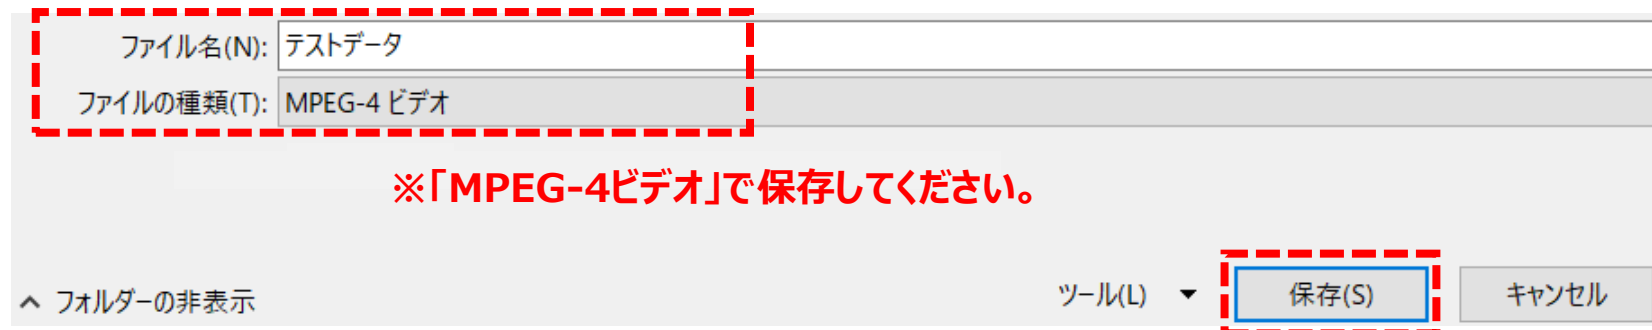 ファイル名(N): テストデータ
ファイルの種類(T): MPEG-4 ビデオ
※「MPEG-4ビデオ」で保存してください。
フォルダーの非表示 ツール(L) 保存(S) キャンセル